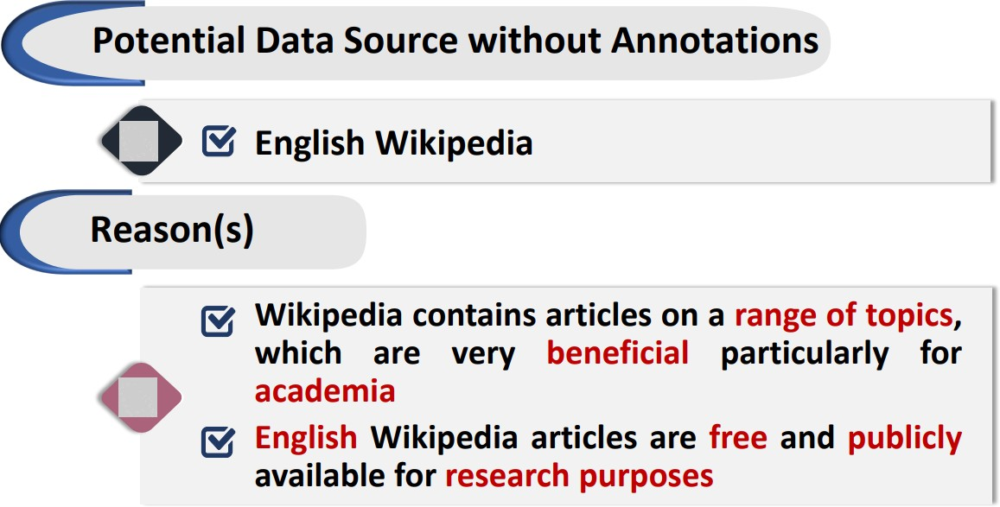 Potential Data Source without Annotations
English Wikipedia
Reason(s)
Wikipedia contains articles on a range of topics,
which are very beneficial particularly for
academia
English Wikipedia articles are free and publicly
available for research purposes